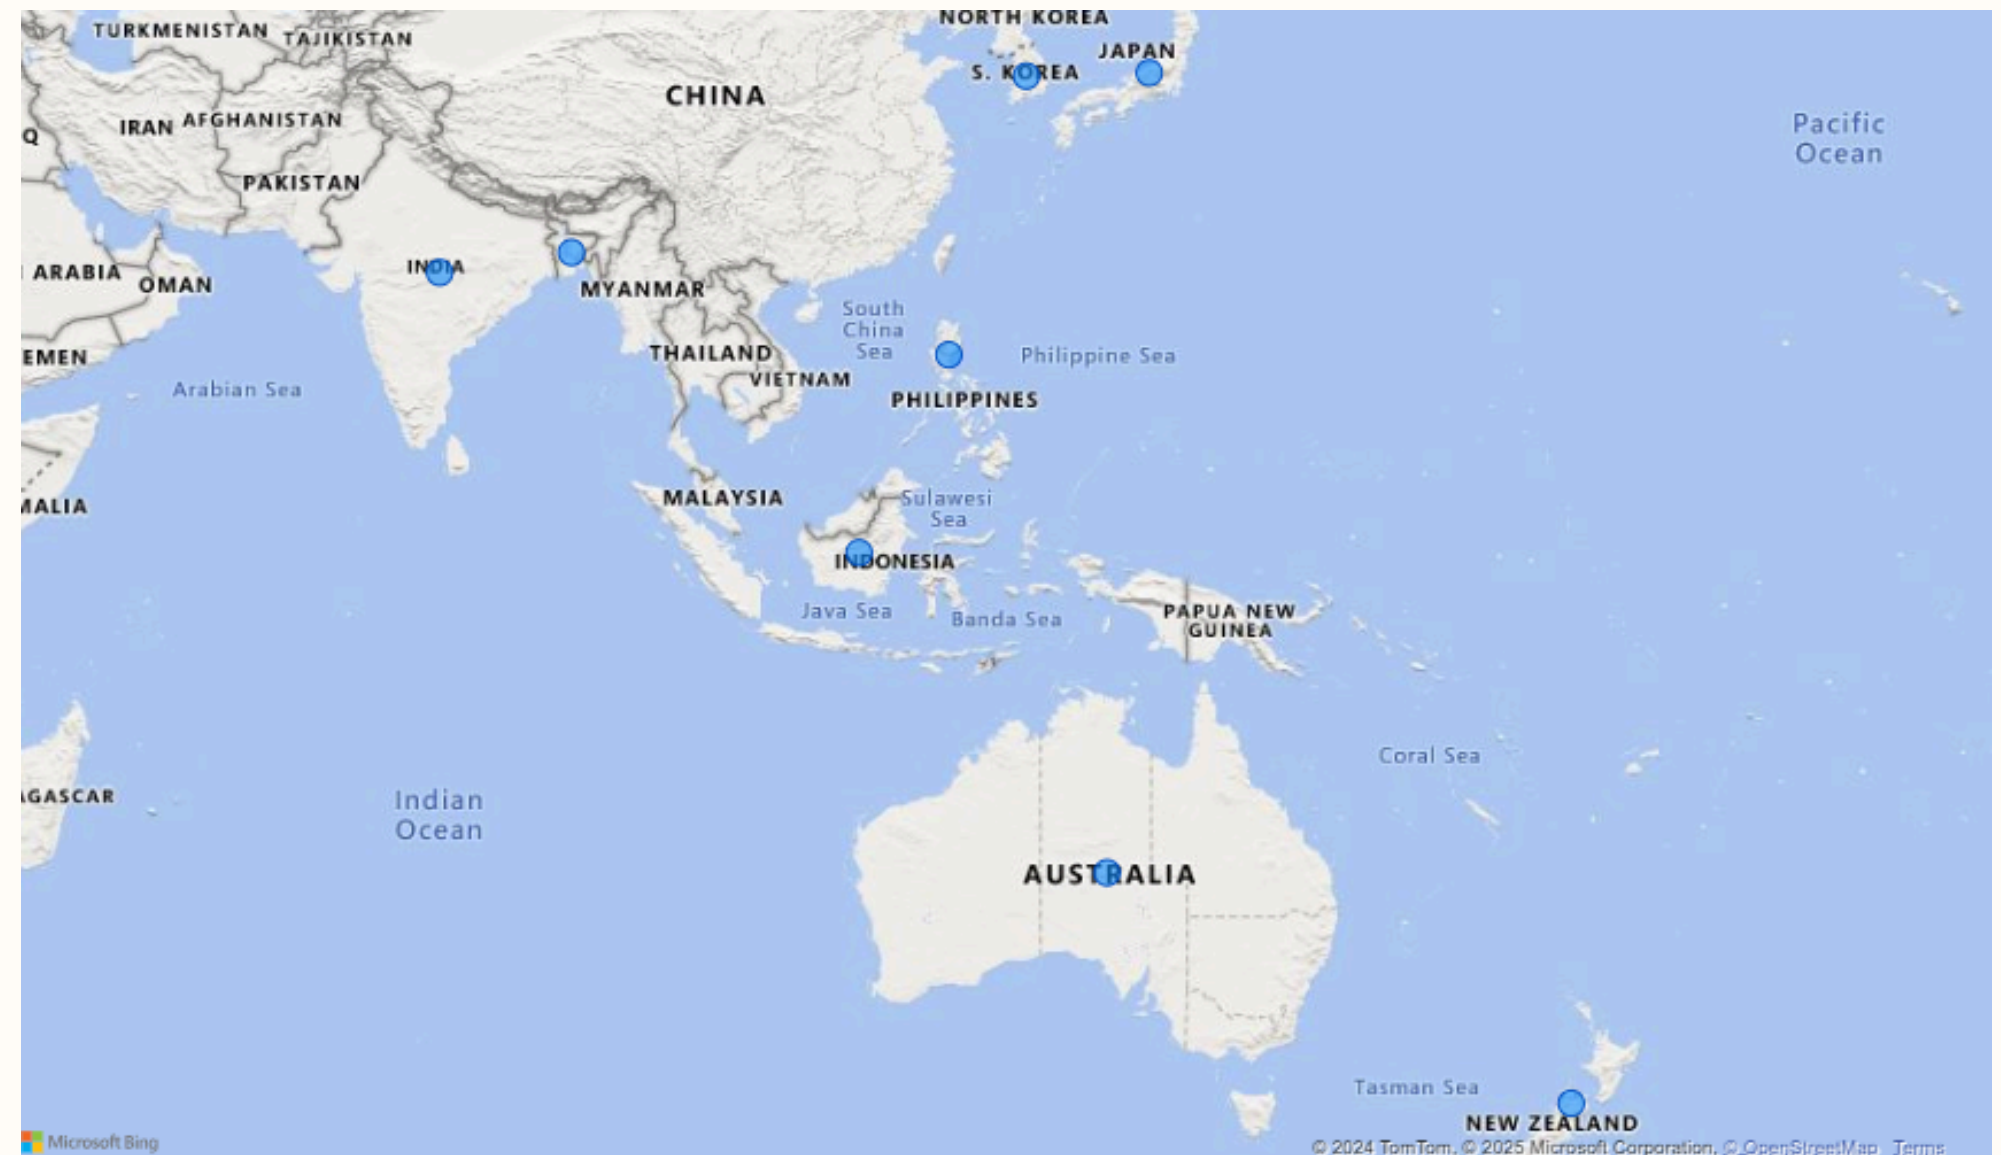 NORTH KOREA
TURKMENISTAN
TAJIKISTAN
JAPAN
S. KOREA
CHINA
IRAN
AFGHANISTAN
Pacific
Ocean
Q
PAKISTAN
INDIA
ARABIA
OMAN
MYANMAR
South
China
Sea
EMEN
THAILAND
Philippine Sea
VIETNAM
Arabian Sea
PHILIPPINES
MALAYSIA
Sulawesi
Sea
MALIA
INDONESIA
Java Sea
Banda Sea
PAPUA NEW
GUINEA
Coral Sea
AGASCAR
Indian
Ocean
AUSTRALIA
Tasman Sea
NEW ZEALAND
Microsoft Bing
© 2024 TomTom, © 2025 Microsoft Corporation, © OpenStreetMap Terms